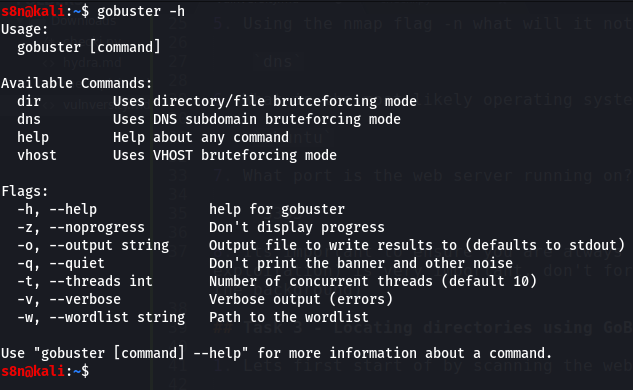 s8n@kali:~$ gobuster -h
Usage:
  gobuster [command]

Available Commands:
  dir         Uses directory/file brutceforcing mode
  dns         Uses DNS subdomain bruteforcing mode
  help        Help about any command
  vhost       Uses VHOST bruteforcing mode

Flags:
  -h, --help              help for gobuster
  -z, --noprogress        Don't display progress
  -o, --output string     Output file to write results to (defaults to stdout)
  -q, --quiet             Don't print the banner and other noise
  -t, --threads int       Number of concurrent threads (default 10)
  -v, --verbose           Verbose output (errors)
  -w, --wordlist string   Path to the wordlist

Use "gobuster [command] --help" for more information about a command.
s8n@kali:~$